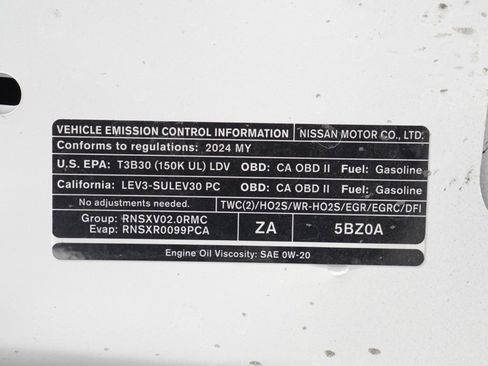 VEHICLE EMISSION CONTROL INFORMATION NISSAN MOTOR CO., LTD.
Conforms to regulations: 2024 MY
U.S. EPA: T3B30 (150K UL) LDV OBD: CA OBD II Fuel: Gasoline
California: LEV3-SULEV30 PC OBD: CA OBD II Fuel: Gasoline
No adjustments needed. TWC(2)/HO2S/WR-HO2S/EGR/EGRC/DFI
Group: RNSXV02.0RMC
Evap: RNSXR0099PCA
ZA 5BZ0A
Engine Oil Viscosity: SAE 0W-20